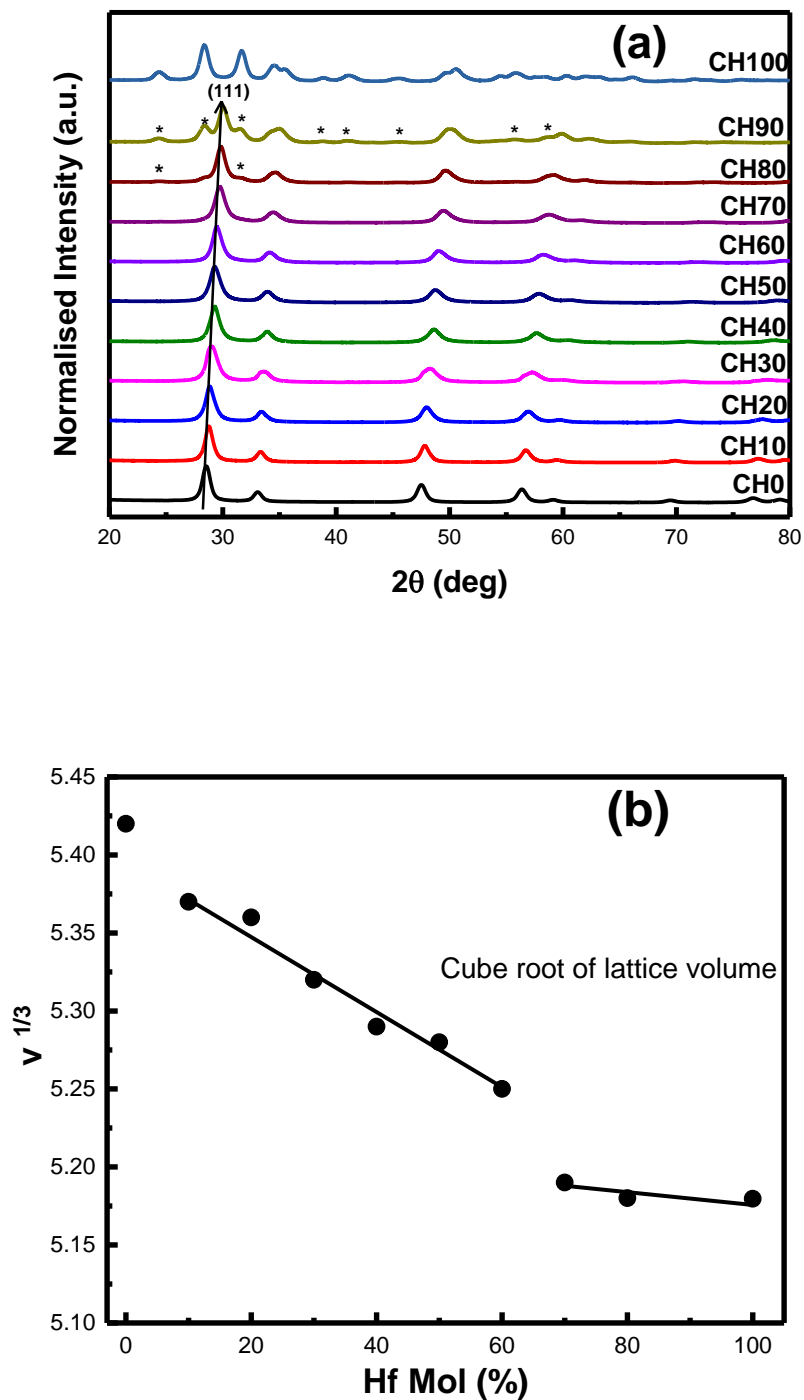 (a)
CH100
(111)
* * * * * * * *
CH90
* *
CH80
CH70
CH60
CH50
CH40
CH30
CH20
CH10
CH0
Normalised Intensity (a.u.)
20 30 40 50 60 70 80
2θ (deg)
(b)
5.45
5.40
5.35
5.30
5.25
5.20
5.15
5.10
Cube root of lattice volume
v 1/3
0 20 40 60 80 100
Hf Mol (%)